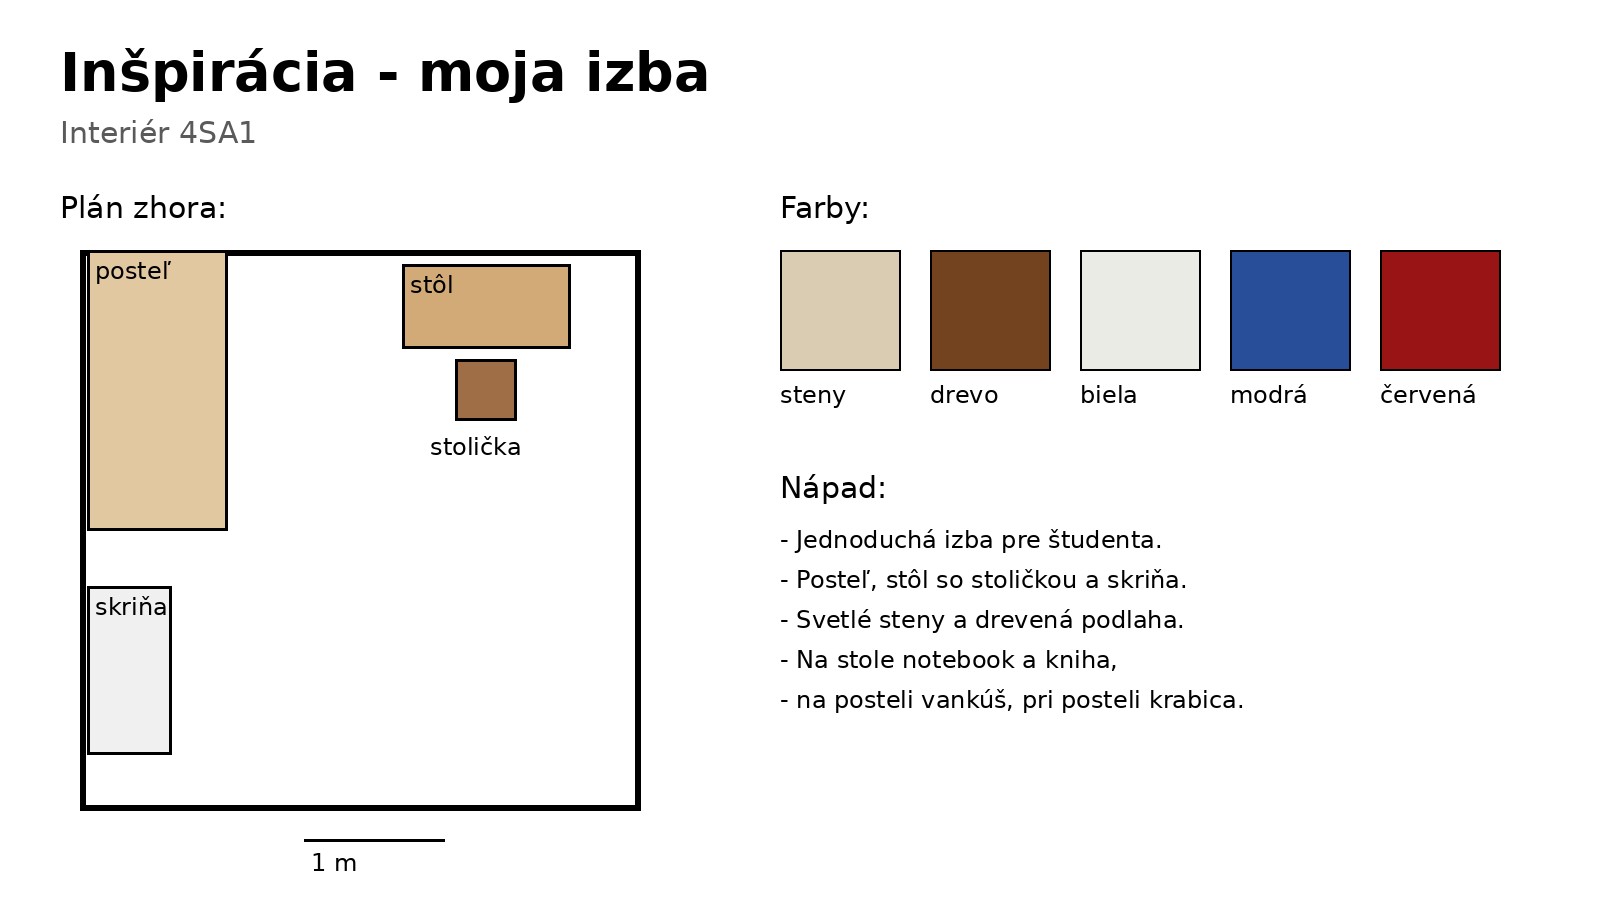 Inšpirácia - moja izba
Interiér 4SA1
Plán zhora:
posteľ
stôl
stolička
skriňa
1 m
Farby:
steny
drevo
biela
modrá
červená
Nápad:
- Jednoduchá izba pre študenta.
- Posteľ, stôl so stoličkou a skriňa.
- Svetlé steny a drevená podlaha.
- Na stole notebook a kniha,
- na posteli vankúš, pri posteli krabica.